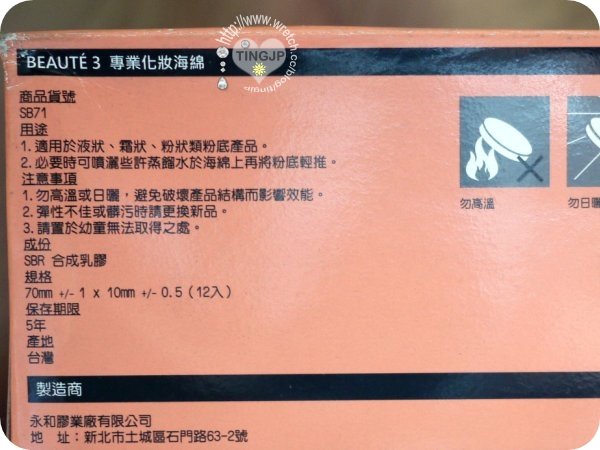 BEAUTÉ 3 專業化妝海綿
http://www.wretch.cc/blog/tingjp
TINGJP
商品貨號
SB71
用途
1.適用於液狀、霜狀、粉狀類粉底產品。
2.必要時可噴灑些許蒸餾水於海綿上再將粉底輕推。
注意事項
1.勿高溫或日曬，避免破壞產品結構而影響效能。
2.彈性不佳或髒污時請更換新品。
3.請置於幼童無法取得之處。
成份
SBR 合成乳膠
規格
70mm +/- 1 x 10mm +/- 0.5（12入）
保存期限
5年
產地
台灣
勿高溫
勿日曬
製造商
永和膠業廠有限公司
地 址：新北市土城區石門路63-2號